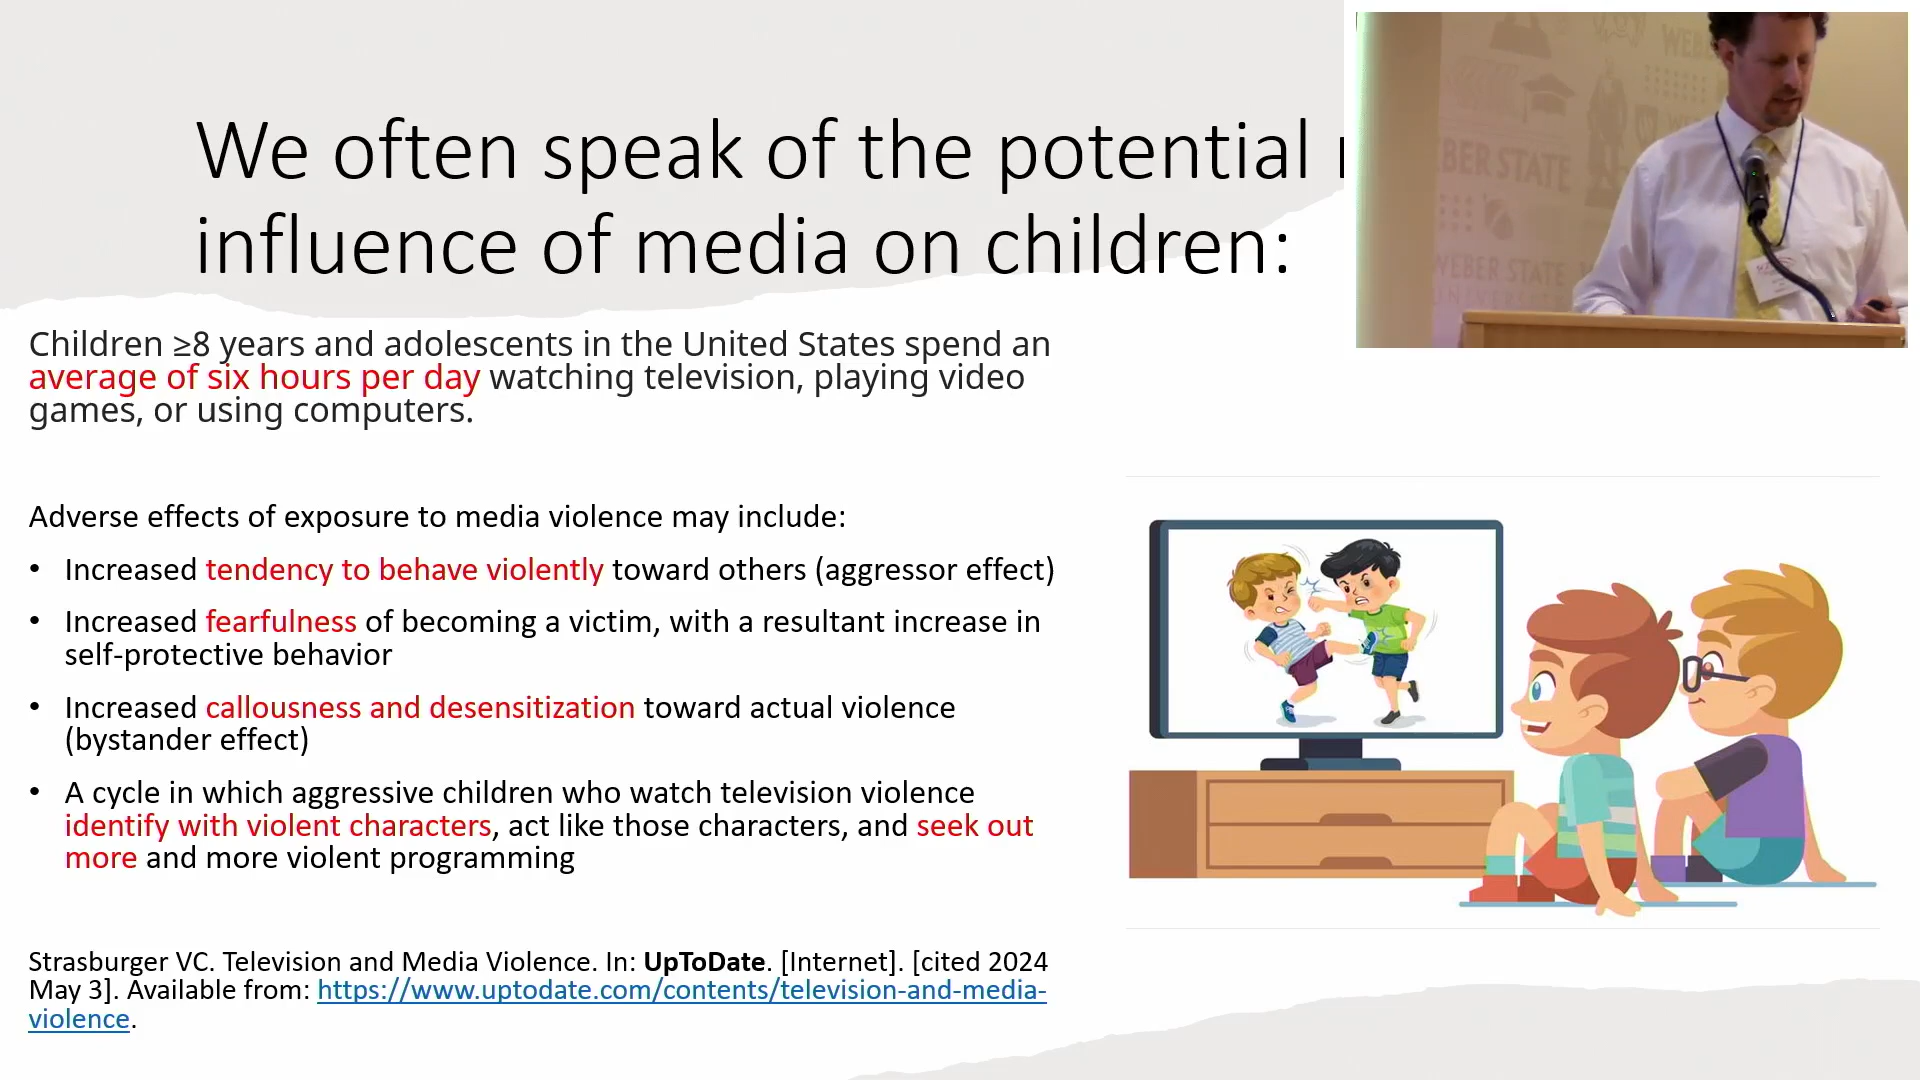 We often speak of the potential
influence of media on children:
Children ≥8 years and adolescents in the United States spend an
average of six hours per day watching television, playing video
games, or using computers.
Adverse effects of exposure to media violence may include:
• Increased tendency to behave violently toward others (aggressor effect)
• Increased fearfulness of becoming a victim, with a resultant increase in
self-protective behavior
• Increased callousness and desensitization toward actual violence
(bystander effect)
• A cycle in which aggressive children who watch television violence
identify with violent characters, act like those characters, and seek out
more and more violent programming
Strasburger VC. Television and Media Violence. In: UpToDate. [Internet]. [cited 2024
May 3]. Available from: https://www.uptodate.com/contents/television-and-media-
violence.
WEBER
BER STATE
WEBER STATE